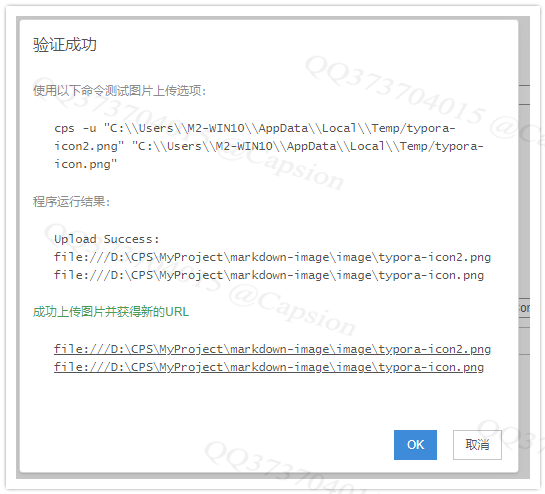 验证成功
使用以下命令测试图片上传选项：
cps -u "C:\\Users\\M2-WIN10\\AppData\\Local\\Temp/typora-
icon2.png" "C:\\Users\\M2-WIN10\\AppData\\Local\\Temp/typora-
icon.png"
程序运行结果：
Upload Success:
file:///D:\CPS\MyProject\markdown-image\image\typora-icon2.png
file:///D:\CPS\MyProject\markdown-image\image\typora-icon.png
成功上传图片并获得新的URL
file:///D:\CPS\MyProject\markdown-image\image\typora-icon2.png
file:///D:\CPS\MyProject\markdown-image\image\typora-icon.png
OK 取消
QQ373704015 @Capsion
QQ373704015 @Capsion
QQ373704015 @Capsion
QQ373704015